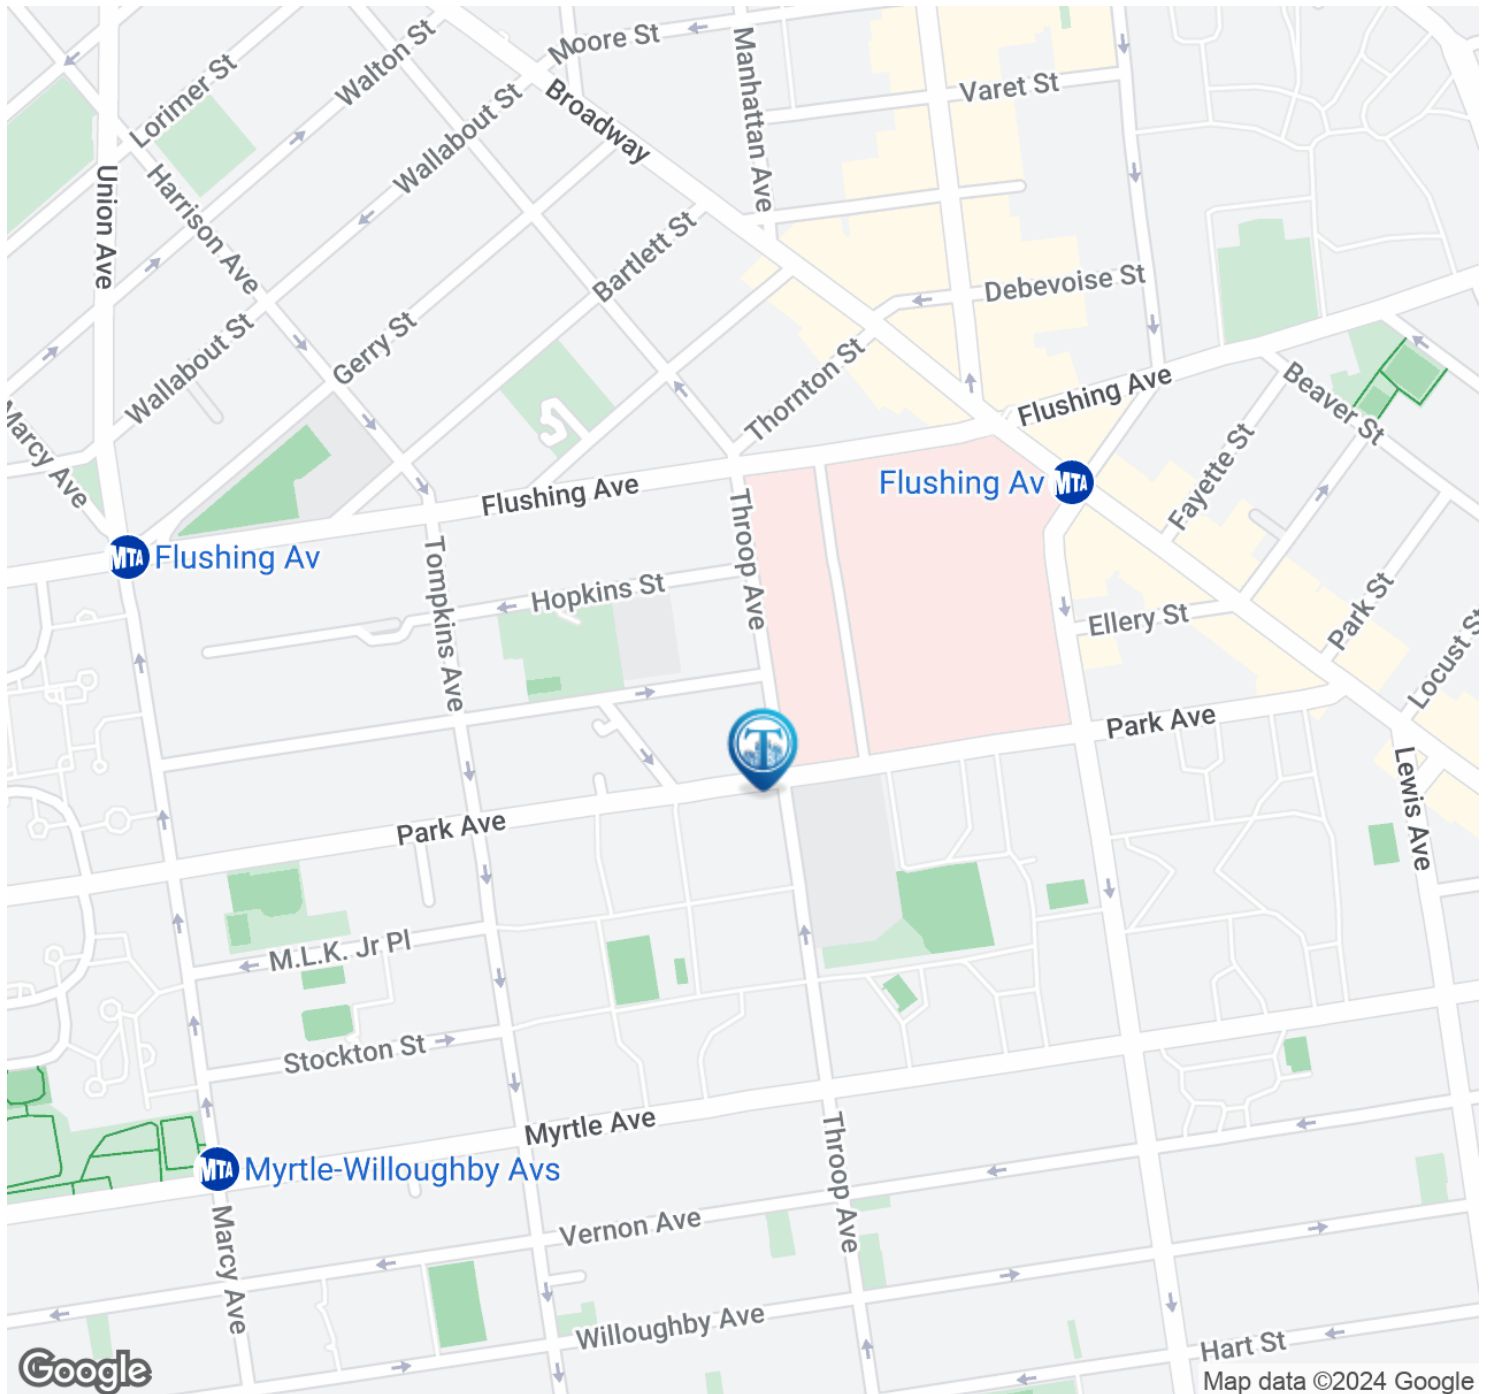 Moore St
Manhattan Ave
Varet St
Walton St
Lorimer St
Wallabout St
Broadway
Union Ave
Harrison Ave
Bartlett St
Debevoise St
Wallabout St
Gerry St
Thornton St
Flushing Ave
Beaver St
Marcy Ave
Fayette St
Flushing Ave
Flushing Av
MTA
MTA
Flushing Av
Throop Ave
Tompkins Ave
Hopkins St
Ellery St
Park St
Locust St
Park Ave
T
Lewis Ave
Park Ave
M.L.K. Jr Pl
Stockton St
Myrtle Ave
MTA
Myrtle-Willoughby Avs
Throop Ave
Vernon Ave
Marcy Ave
Willoughby Ave
Hart St
Google
Map data ©2024 Google